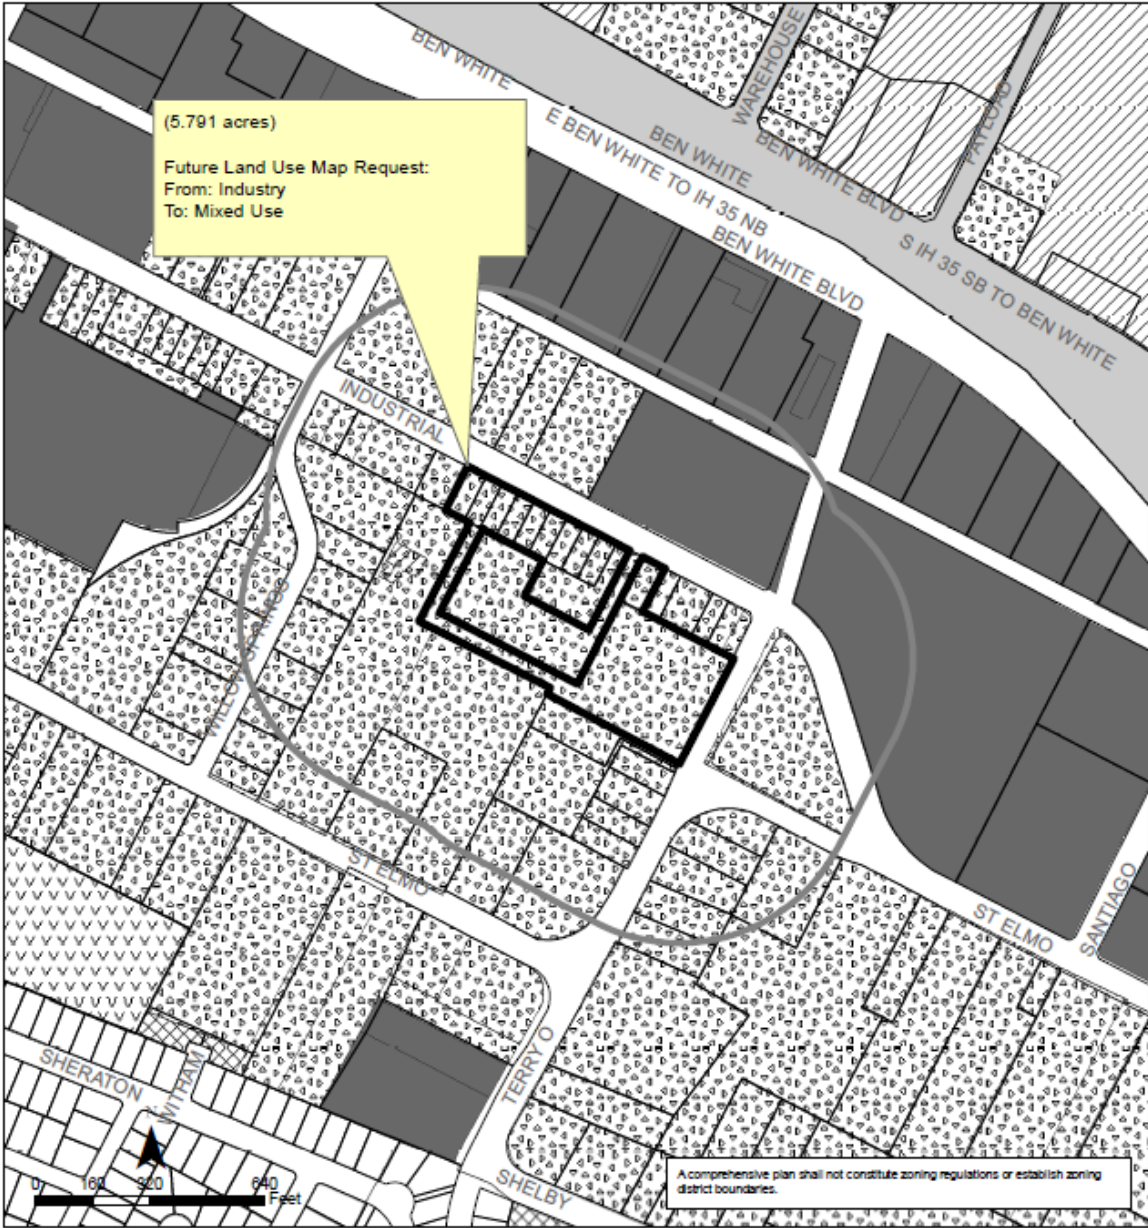 BEN WHITE
WAREHOUSE
PAYLOAD
E BEN WHITE TO IH 35 NB
BEN WHITE
BEN WHITE BLVD
S IH 35 SB TO BEN WHITE
BEN WHITE BLVD
(5.791 acres)
Future Land Use Map Request:
From: Industry
To: Mixed Use
INDUSTRIAL
WILLOW SPRINGS
ST ELMO
ST ELMO
SANTIAGO
TERRY O
SHERATON
WITHAM
SHELBY
0 160 320 640
Feet
A comprehensive plan shall not constitute zoning regulations or establish zoning
district boundaries.